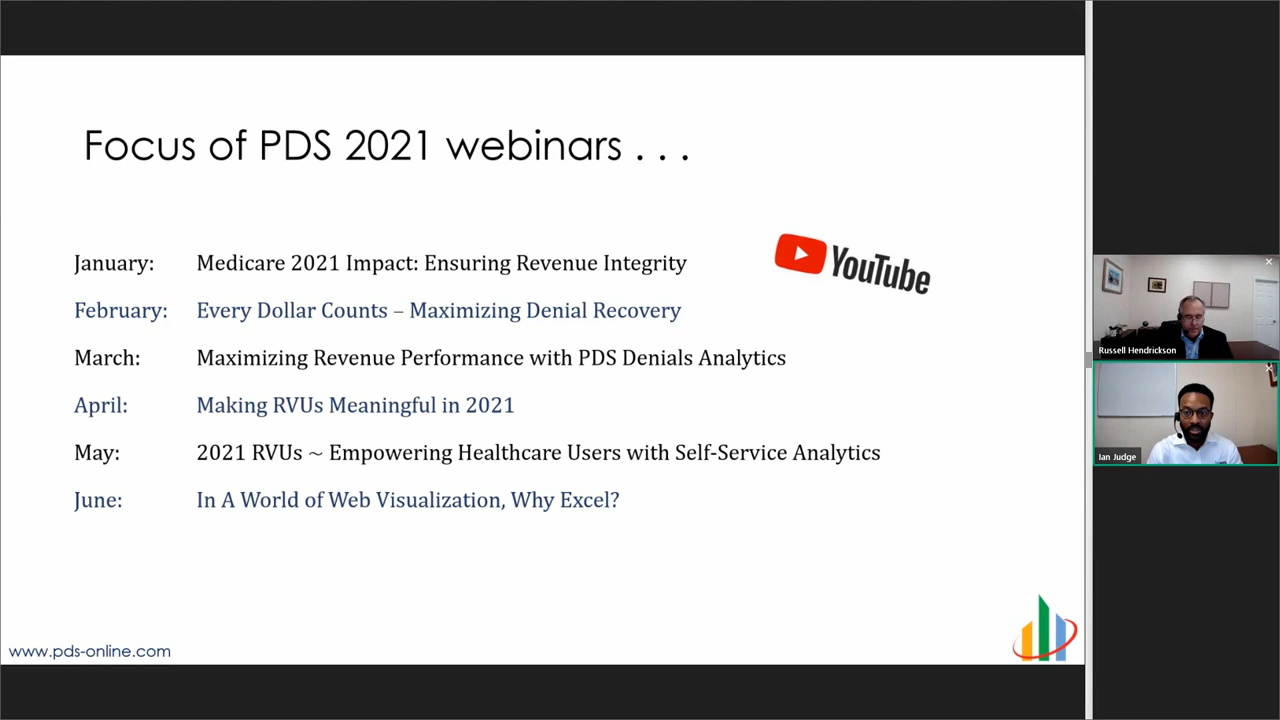 Focus of PDS 2021 webinars . . .
January: Medicare 2021 Impact: Ensuring Revenue Integrity
February: Every Dollar Counts – Maximizing Denial Recovery
March: Maximizing Revenue Performance with PDS Denials Analytics
April: Making RVUs Meaningful in 2021
May: 2021 RVUs ~ Empowering Healthcare Users with Self-Service Analytics
June: In A World of Web Visualization, Why Excel?
YouTube
www.pds-online.com
Russell Hendrickson
Ian Judge